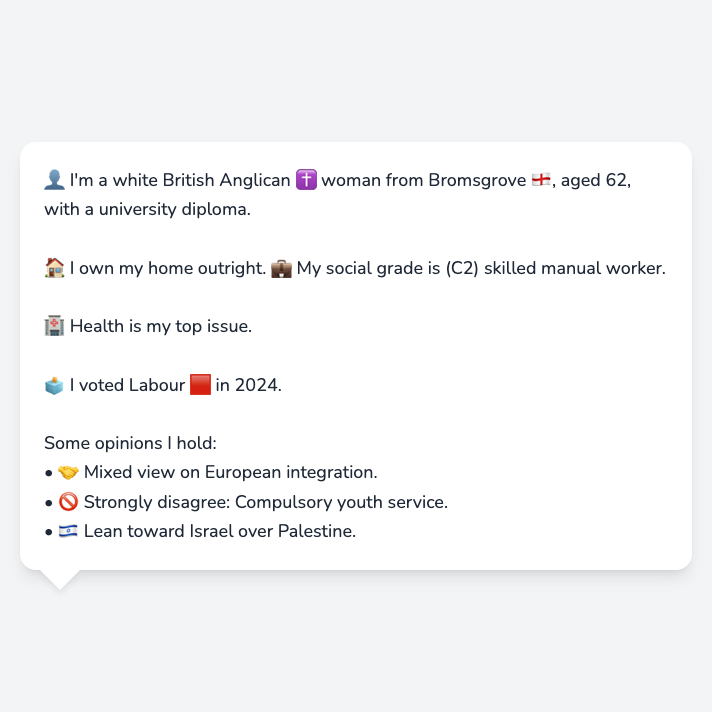 👤 I'm a white British Anglican ✝️ woman from Bromsgrove 🏴󠁧󠁢󠁥󠁮󠁧󠁿, aged 62,
with a university diploma.
🏠 I own my home outright. 💼 My social grade is (C2) skilled manual worker.
🏥 Health is my top issue.
🗳️ I voted Labour 🟥 in 2024.
Some opinions I hold:
• 🤝 Mixed view on European integration.
• 🚫 Strongly disagree: Compulsory youth service.
• 🇮🇱 Lean toward Israel over Palestine.